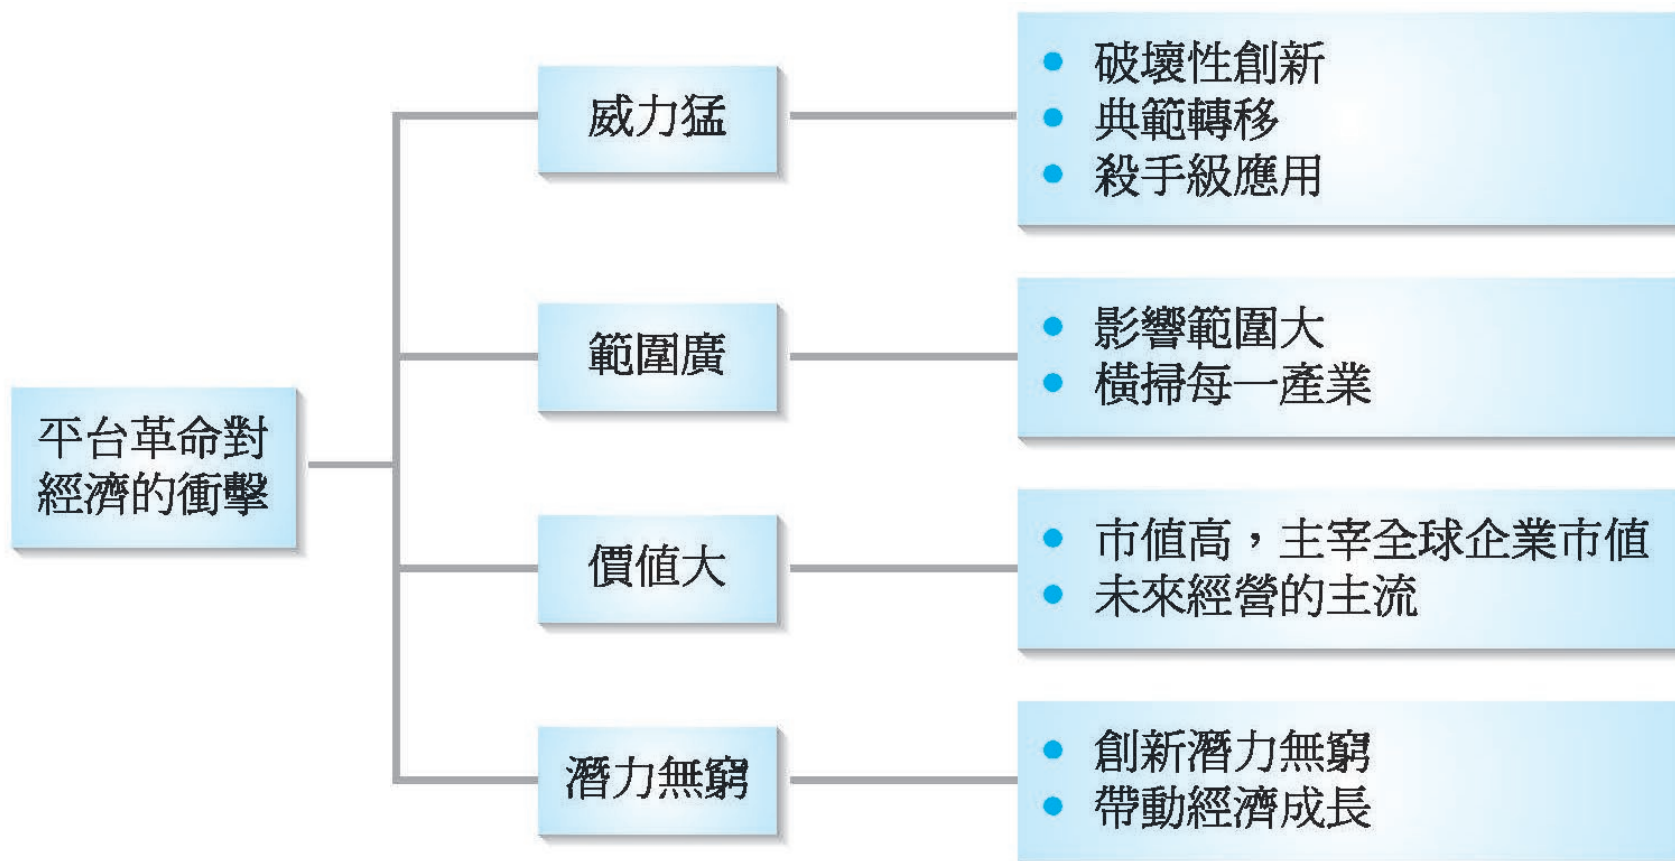 平台革命對
經濟的衝擊
威力猛
破壞性創新
典範轉移
殺手級應用
範圍廣
影響範圍大
橫掃每一產業
價值大
市值高，主宰全球企業市值
未來經營的主流
潛力無窮
創新潛力無窮
帶動經濟成長